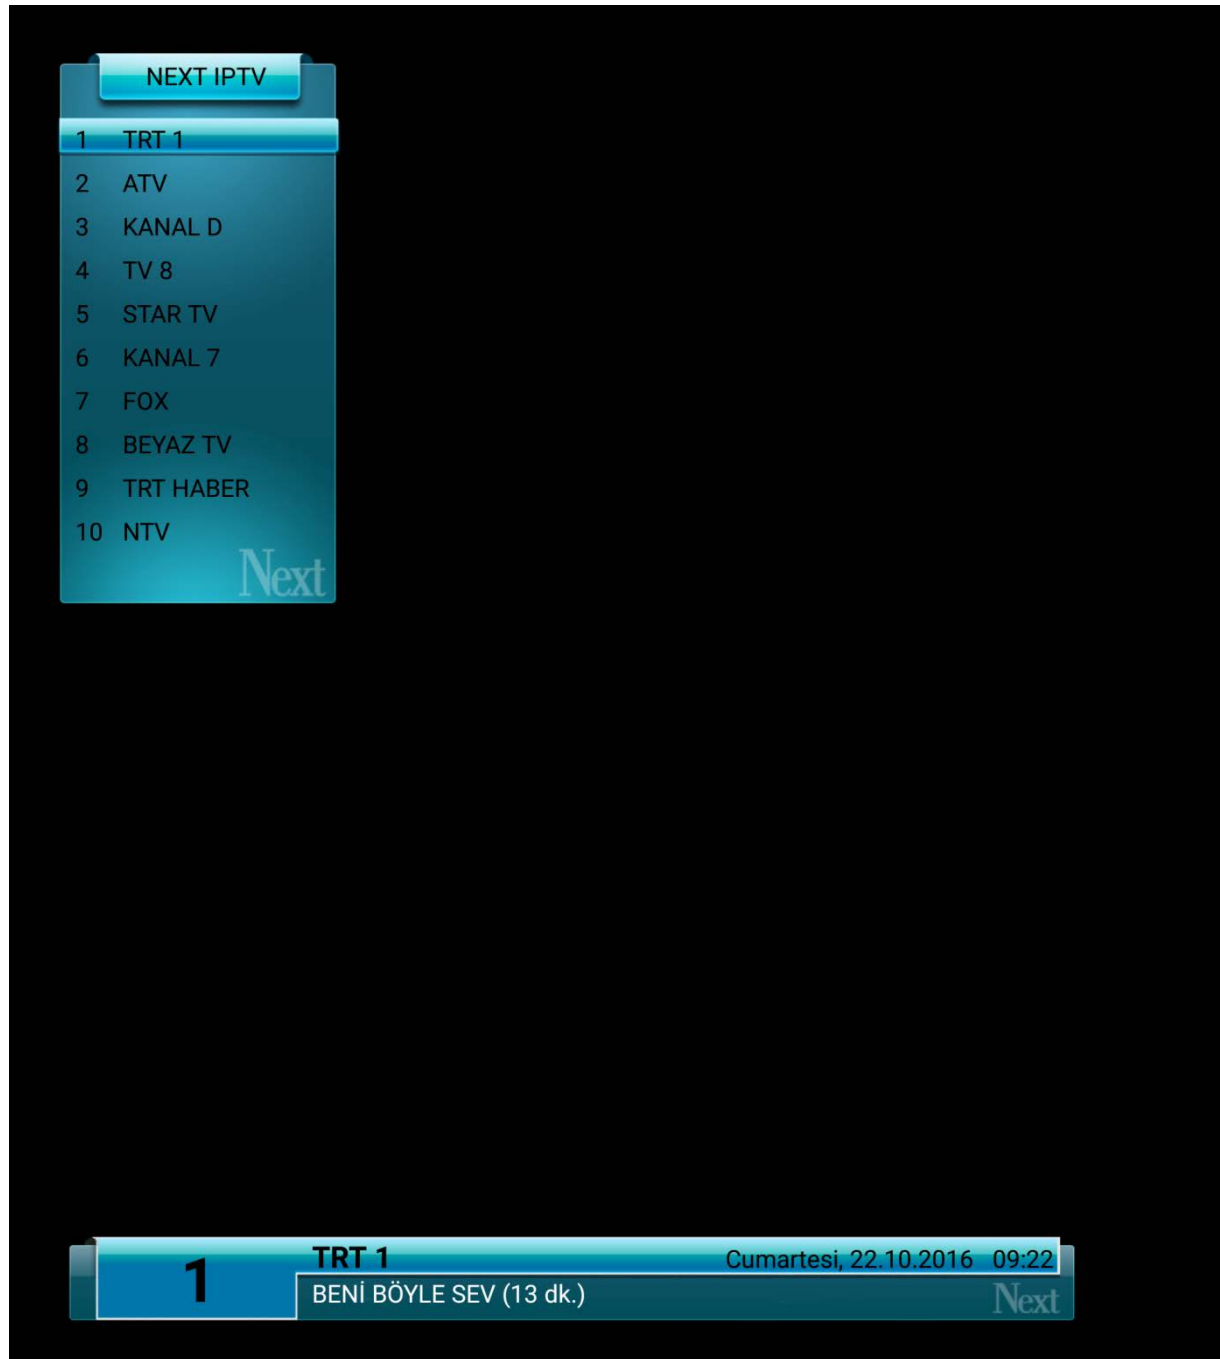 NEXT IPTV
1 TRT 1
2 ATV
3 KANAL D
4 TV 8
5 STAR TV
6 KANAL 7
7 FOX
8 BEYAZ TV
9 TRT HABER
10 NTV
Next
1
TRT 1 Cumartesi, 22.10.2016 09:22
BENİ BÖYLE SEV (13 dk.)
Next